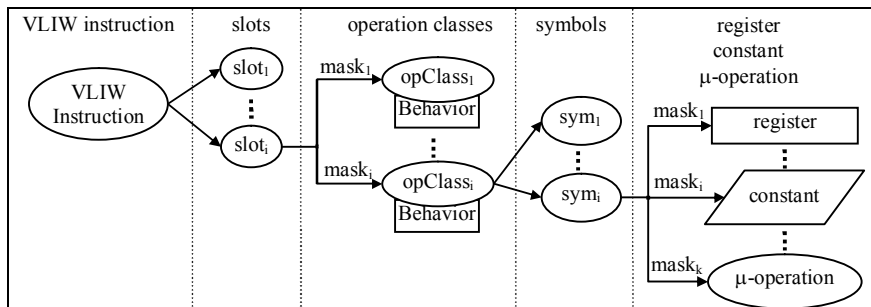 VLIW instruction slots operation classes symbols register
constant
μ-operation
VLIW
Instruction
slot₁
slotᵢ
mask₁
maskᵢ
opClass₁
Behavior
opClassᵢ
Behavior
sym₁
symᵢ
mask₁
maskᵢ
maskₖ
register
constant
μ-operation